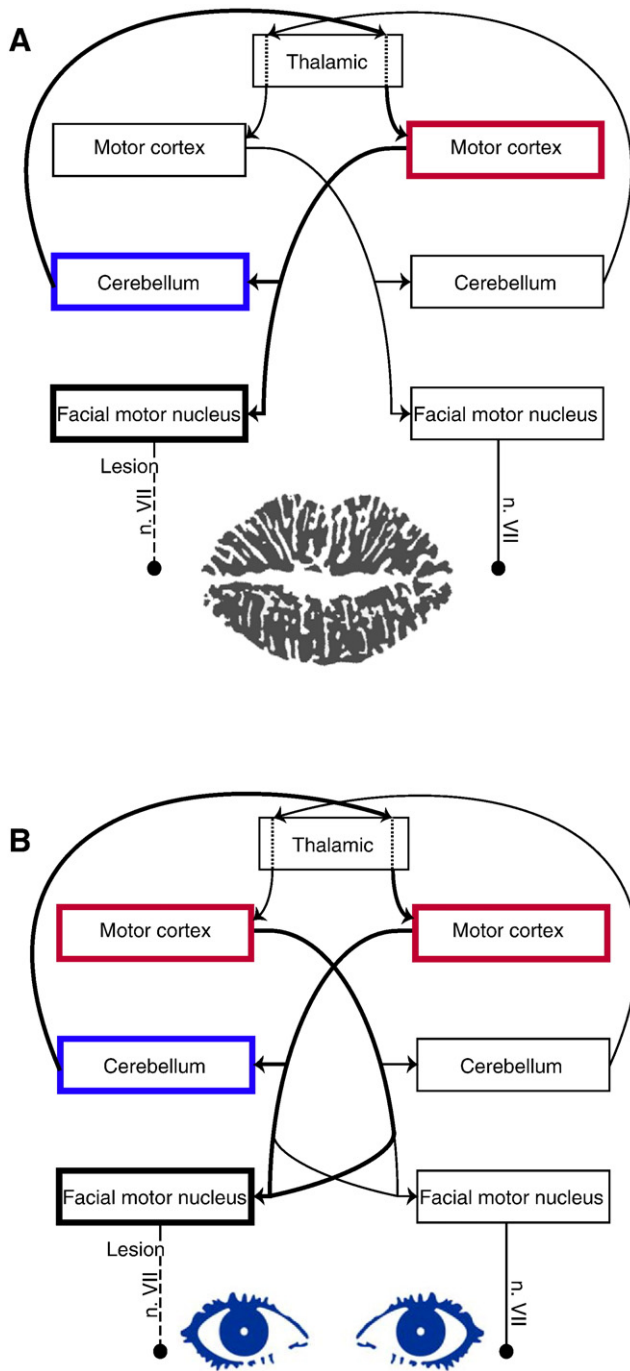 A
Thalamic
Motor cortex
Motor cortex
Cerebellum
Cerebellum
Facial motor nucleus
Facial motor nucleus
Lesion
n. VII
n. VII
B
Thalamic
Motor cortex
Motor cortex
Cerebellum
Cerebellum
Facial motor nucleus
Facial motor nucleus
Lesion
n. VII
n. VII